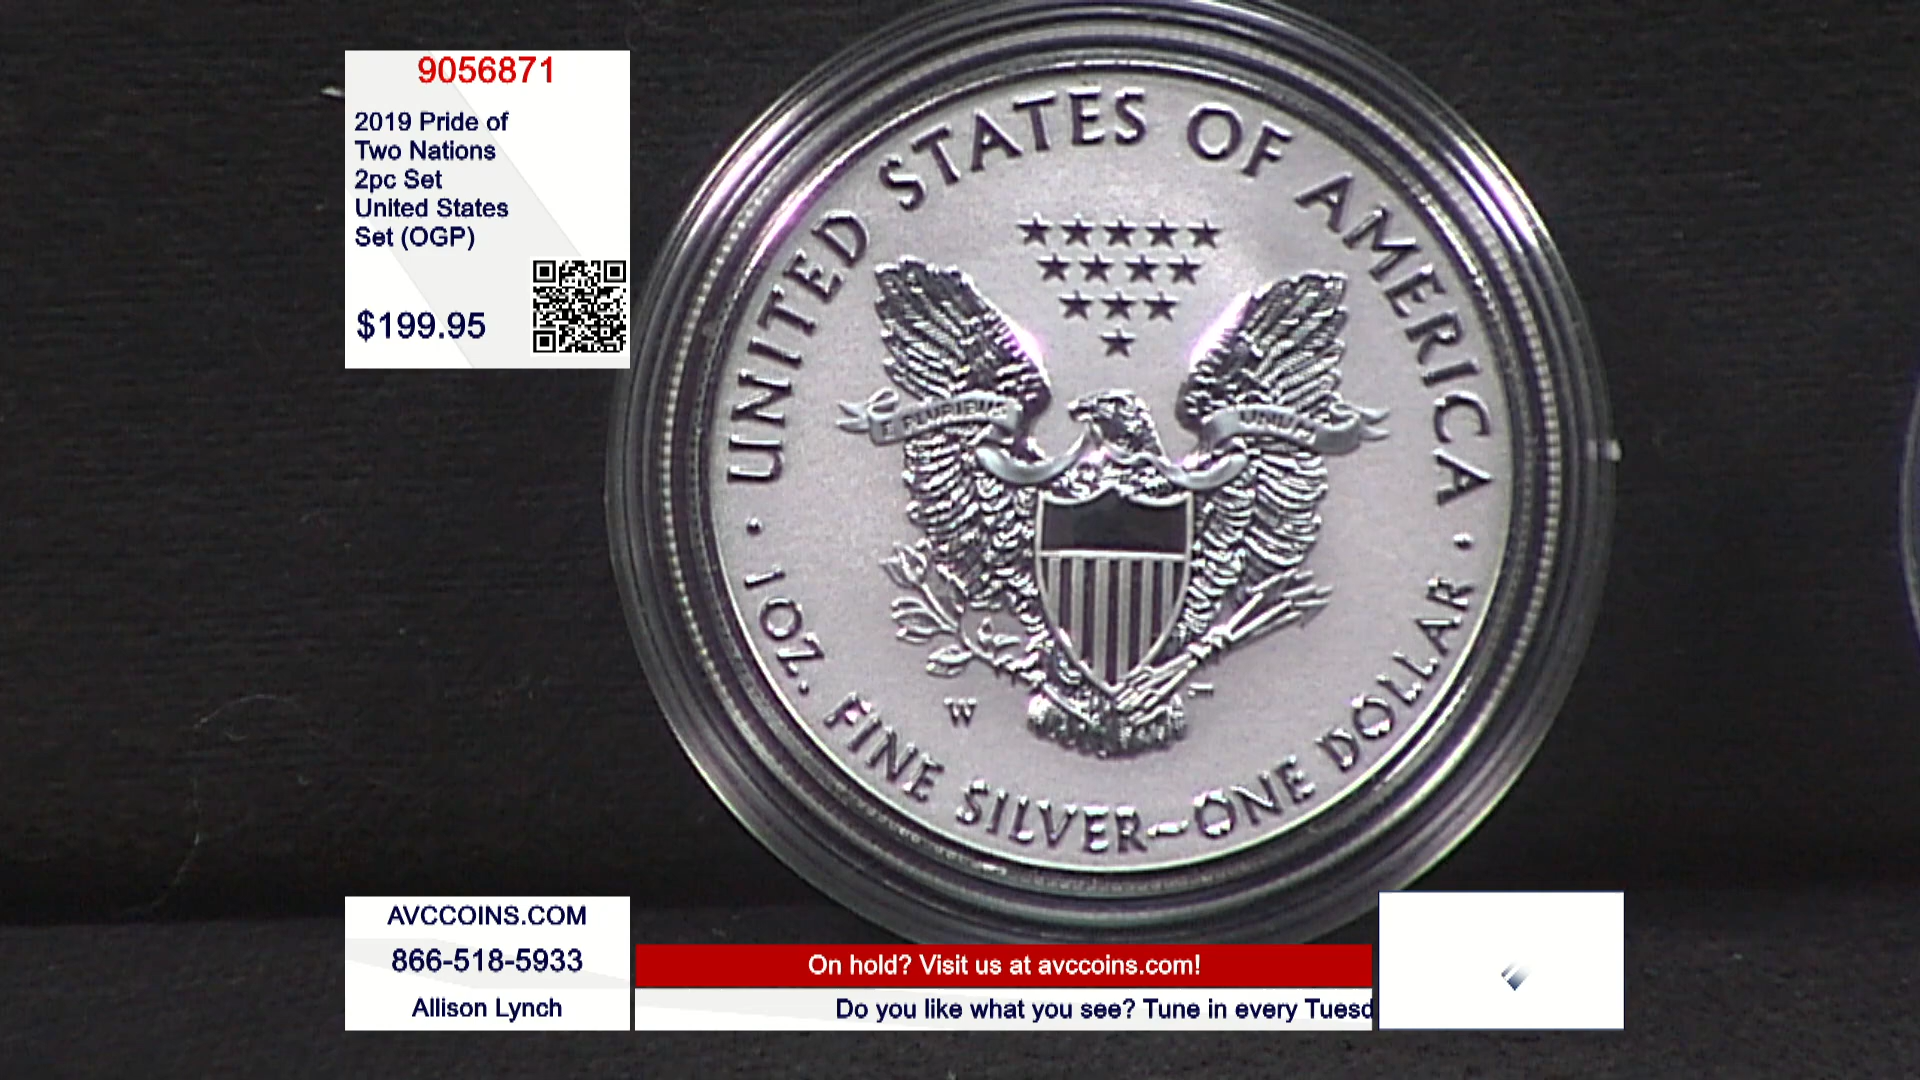 9056871
2019 Pride of
Two Nations
2pc Set
United States
Set (OGP)
$199.95
UNITED STATES OF AMERICA
E PLURIBUS UNUM
W
1 OZ. FINE SILVER—ONE DOLLAR
AVCCOINS.COM
866-518-5933
Allison Lynch
On hold? Visit us at avccoins.com!
Do you like what you see? Tune in every Tuesd